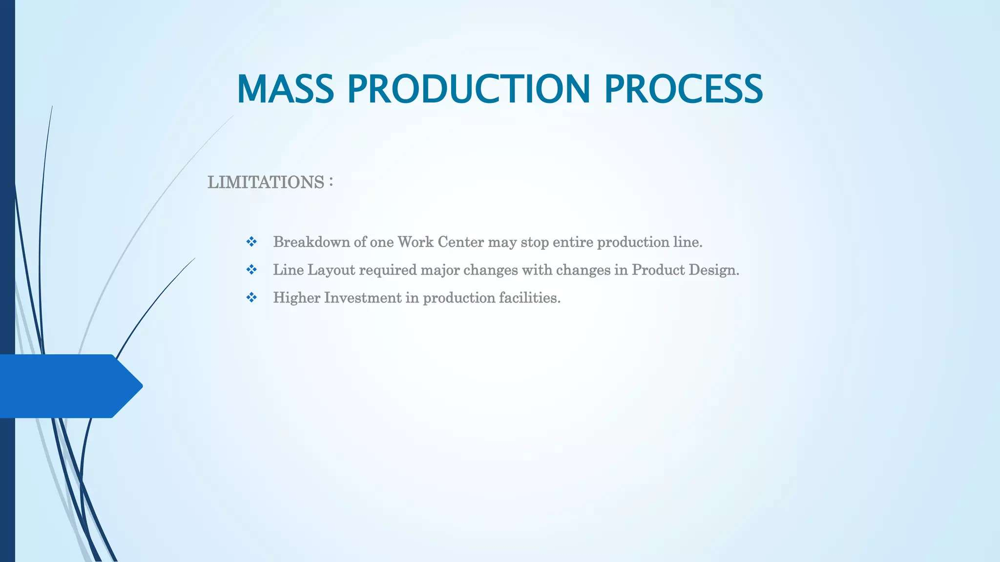 MASS PRODUCTION PROCESS
LIMITATIONS :
❖ Breakdown of one Work Center may stop entire production line.
❖ Line Layout required major changes with changes in Product Design.
❖ Higher Investment in production facilities.